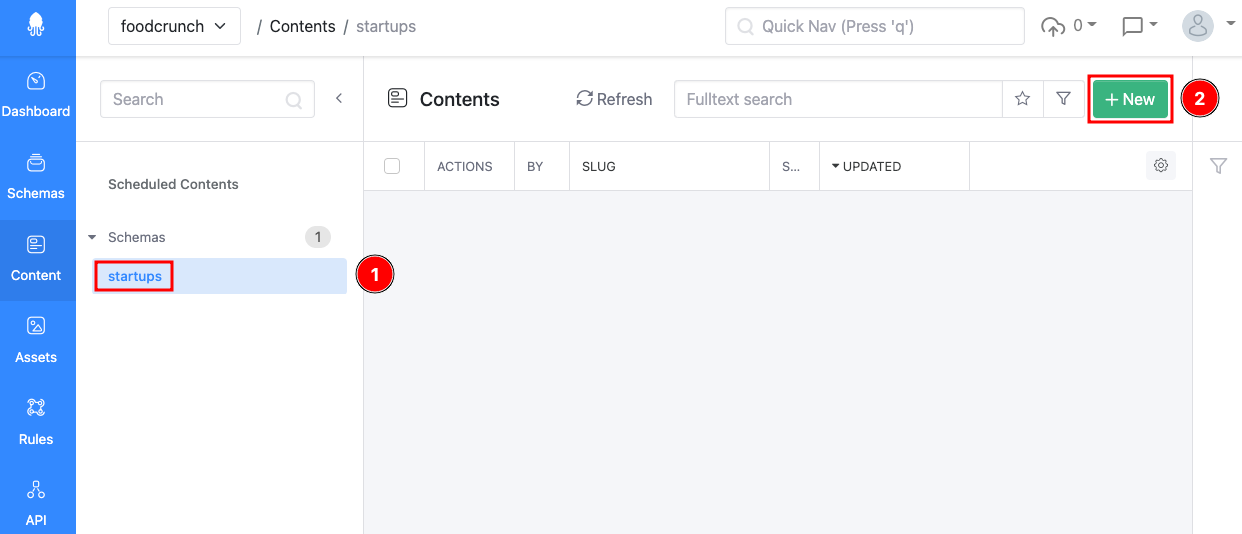 foodcrunch / Contents / startups
Quick Nav (Press 'q')
0
Dashboard
Schemas
Content
Assets
Rules
API
Search
Scheduled Contents
Schemas 1
startups
1
Contents
Refresh
Fulltext search
+ New
2
ACTIONS BY SLUG S... UPDATED